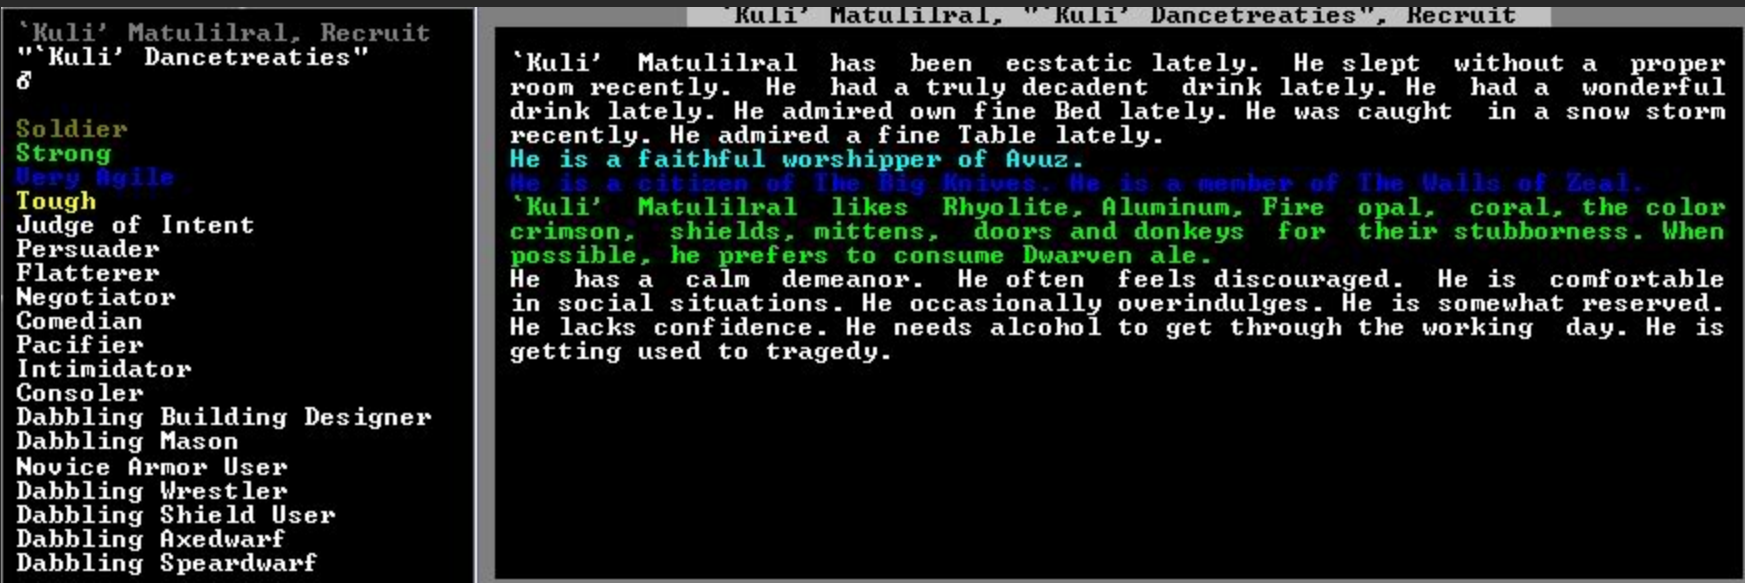 `Kuli' Matulilral, Recruit
"`Kuli' Dancetreaties"
♂
Soldier
Strong
Very Agile
Tough
Judge of Intent
Persuader
Flatterer
Negotiator
Comedian
Pacifier
Intimidator
Consoler
Dabbling Building Designer
Dabbling Mason
Novice Armor User
Dabbling Wrestler
Dabbling Shield User
Dabbling Axedwarf
Dabbling Speardwarf
`Kuli' Matulilral, "`Kuli' Dancetreaties", Recruit
`Kuli' Matulilral has been ecstatic lately. He slept without a proper
room recently. He had a truly decadent drink lately. He had a wonderful
drink lately. He admired own fine Bed lately. He was caught in a snow storm
recently. He admired a fine Table lately.
He is a faithful worshipper of Avuz.
He is a citizen of The Big Knives. He is a member of The Walls of Zeal.
`Kuli' Matulilral likes Rhyolite, Aluminum, Fire opal, coral, the color
crimson, shields, mittens, doors and donkeys for their stubborness. When
possible, he prefers to consume Dwarven ale.
He has a calm demeanor. He often feels discouraged. He is comfortable
in social situations. He occasionally overindulges. He is somewhat reserved.
He lacks confidence. He needs alcohol to get through the working day. He is
getting used to tragedy.